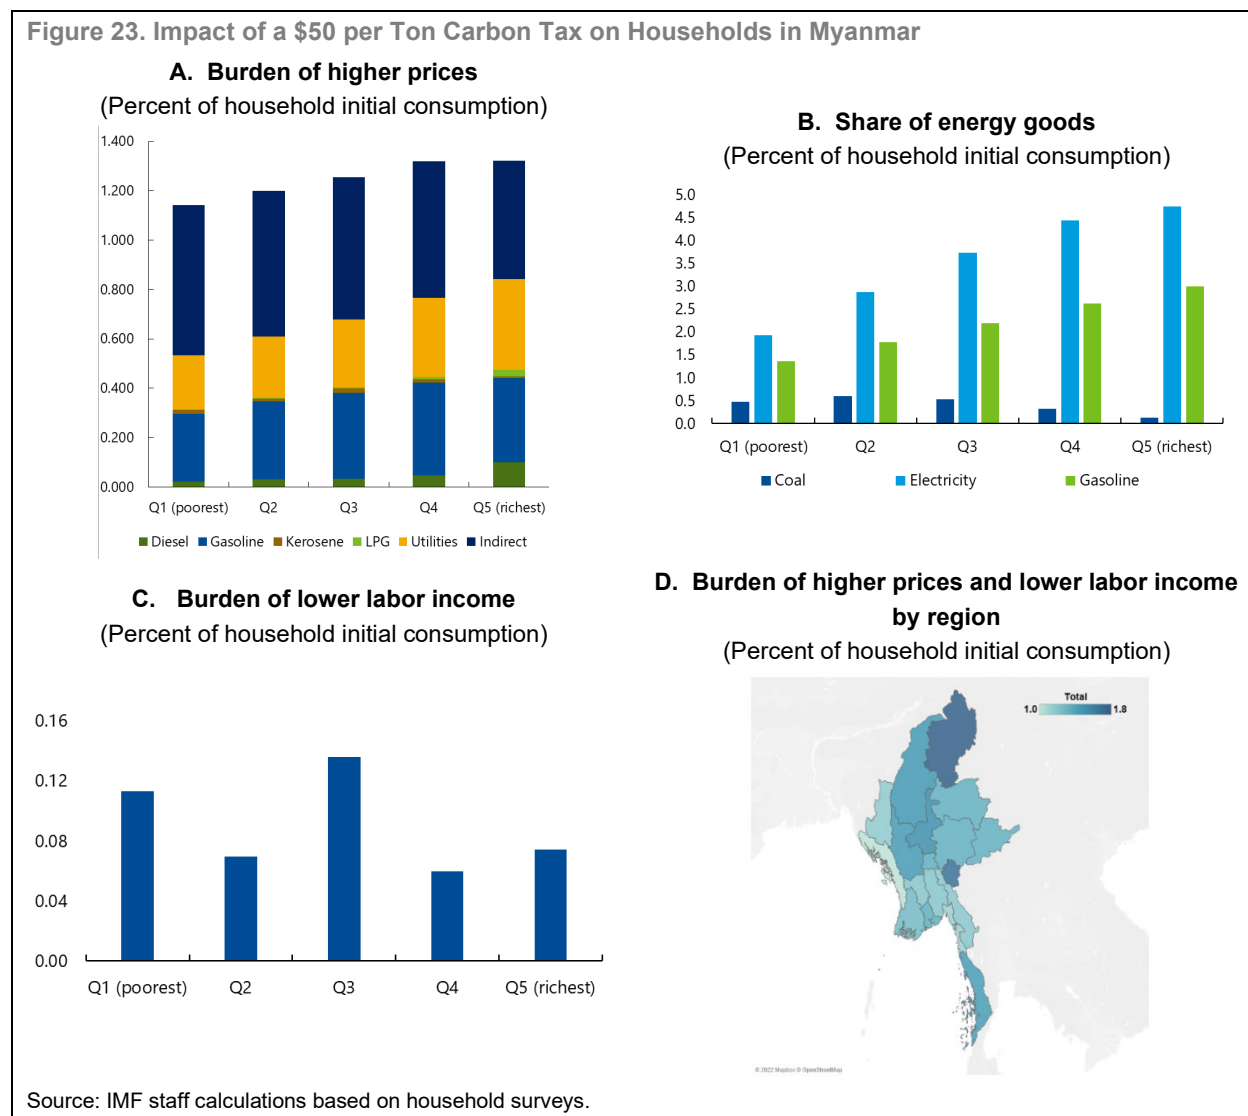 Figure 23. Impact of a $50 per Ton Carbon Tax on Households in Myanmar
A. Burden of higher prices
(Percent of household initial consumption)
1.400
1.200
1.000
0.800
0.600
0.400
0.200
0.000
Q1 (poorest) Q2 Q3 Q4 Q5 (richest)
Diesel Gasoline Kerosene LPG Utilities Indirect
B. Share of energy goods
(Percent of household initial consumption)
5.0
4.5
4.0
3.5
3.0
2.5
2.0
1.5
1.0
0.5
0.0
Q1 (poorest) Q2 Q3 Q4 Q5 (richest)
Coal Electricity Gasoline
C. Burden of lower labor income
(Percent of household initial consumption)
0.16
0.12
0.08
0.04
0.00
Q1 (poorest) Q2 Q3 Q4 Q5 (richest)
D. Burden of higher prices and lower labor income
by region
(Percent of household initial consumption)
Total
1.0 1.8
© 2022 Mapbox © OpenStreetMap
Source: IMF staff calculations based on household surveys.